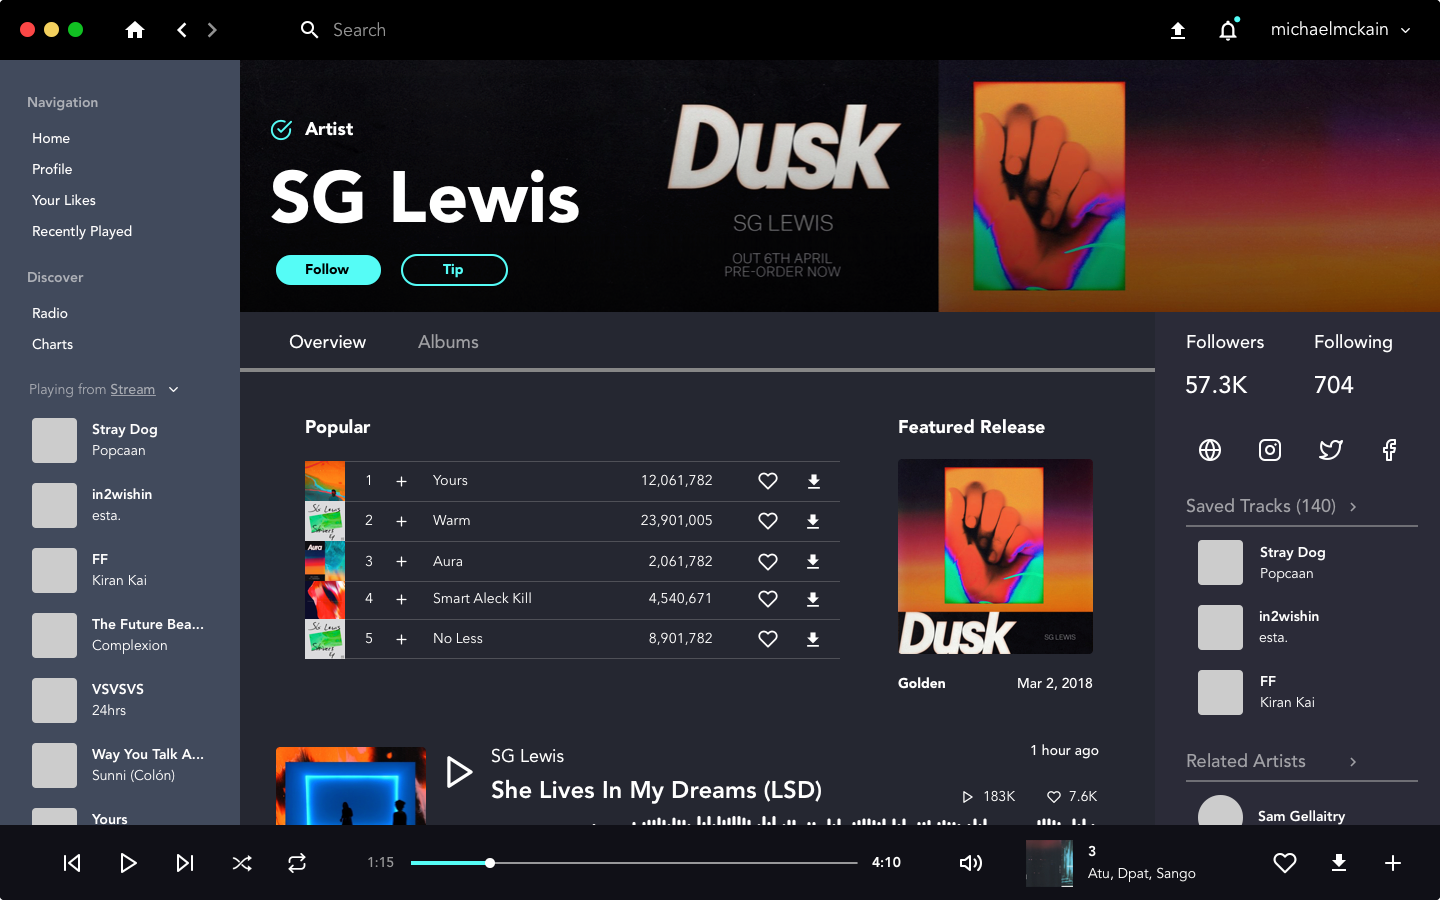 Search
michaelmckain
Navigation
Home
Profile
Your Likes
Recently Played
Discover
Radio
Charts
Playing from Stream
Stray Dog
Popcaan
in2wishin
esta.
FF
Kiran Kai
The Future Bea...
Complexion
VSVSVS
24hrs
Way You Talk A...
Sunni (Colón)
Yours
Artist
SG Lewis
Follow
Tip
Dusk
SG LEWIS
OUT 6TH APRIL
PRE-ORDER NOW
Overview
Albums
Popular
1 Yours 12,061,782
2 Warm 23,901,005
3 Aura 2,061,782
4 Smart Aleck Kill 4,540,671
5 No Less 8,901,782
SG Lewis
Aura
SG Lewis
Featured Release
Dusk
SG LEWIS
Golden
Mar 2, 2018
SG Lewis
She Lives In My Dreams (LSD)
1 hour ago
183K
7.6K
Followers
Following
57.3K
704
Saved Tracks (140)
Stray Dog
Popcaan
in2wishin
esta.
FF
Kiran Kai
Related Artists
Sam Gellaitry
1:15
4:10
3
Atu, Dpat, Sango